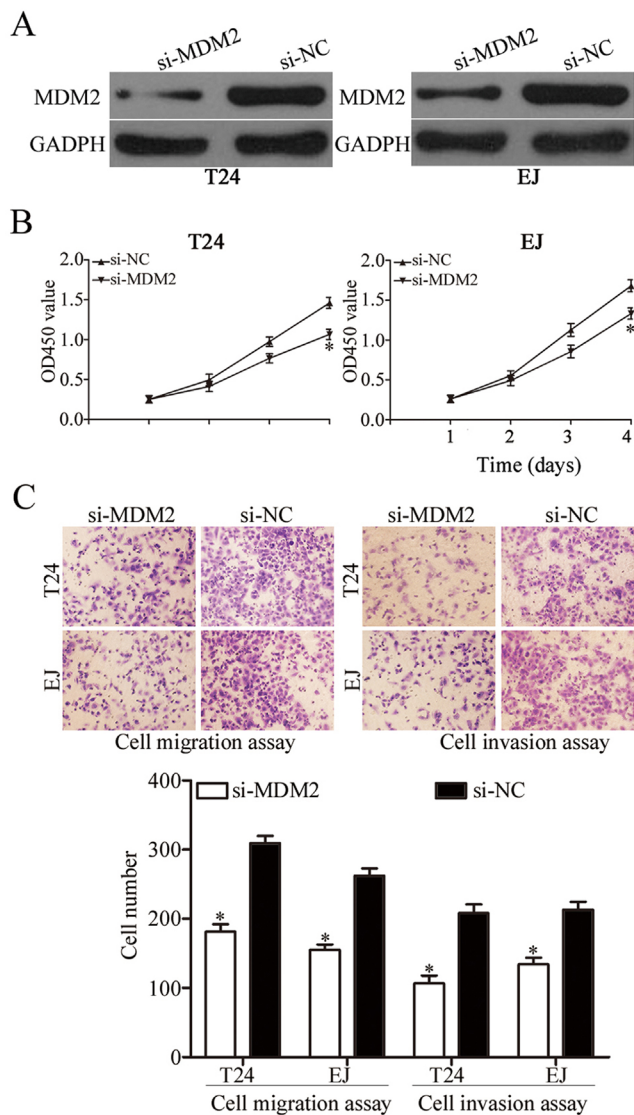 A
si-MDM2 si-NC si-MDM2 si-NC
MDM2 MDM2
GADPH GADPH
T24 EJ
B
T24 EJ
si-NC si-NC
si-MDM2 si-MDM2
2.0 2.0
1.5 1.5
1.0 1.0
0.5 0.5
0.0 0.0
OD450 value OD450 value
* *
1 2 3 4
Time (days)
C
si-MDM2 si-NC si-MDM2 si-NC
T24 T24
EJ EJ
Cell migration assay Cell invasion assay
si-MDM2 si-NC
400
300
200
100
0
Cell number
* * * *
T24 EJ T24 EJ
Cell migration assay Cell invasion assay